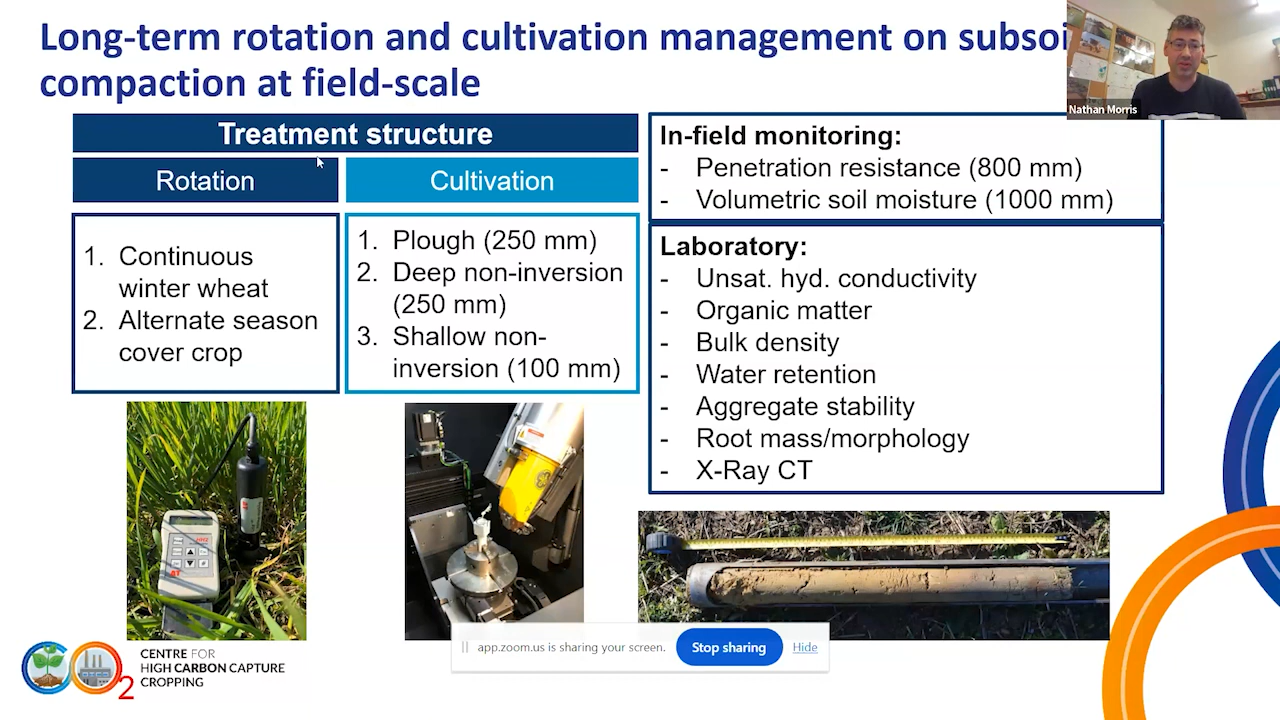 Long-term rotation and cultivation management on subsoi
compaction at field-scale
Nathan Morris
Treatment structure
Rotation
Cultivation
1. Continuous
winter wheat
2. Alternate season
cover crop
1. Plough (250 mm)
2. Deep non-inversion
(250 mm)
3. Shallow non-
inversion (100 mm)
In-field monitoring:
- Penetration resistance (800 mm)
- Volumetric soil moisture (1000 mm)
Laboratory:
- Unsat. hyd. conductivity
- Organic matter
- Bulk density
- Water retention
- Aggregate stability
- Root mass/morphology
- X-Ray CT
app.zoom.us is sharing your screen.
Stop sharing
Hide
2
CENTRE FOR
HIGH CARBON CAPTURE
CROPPING